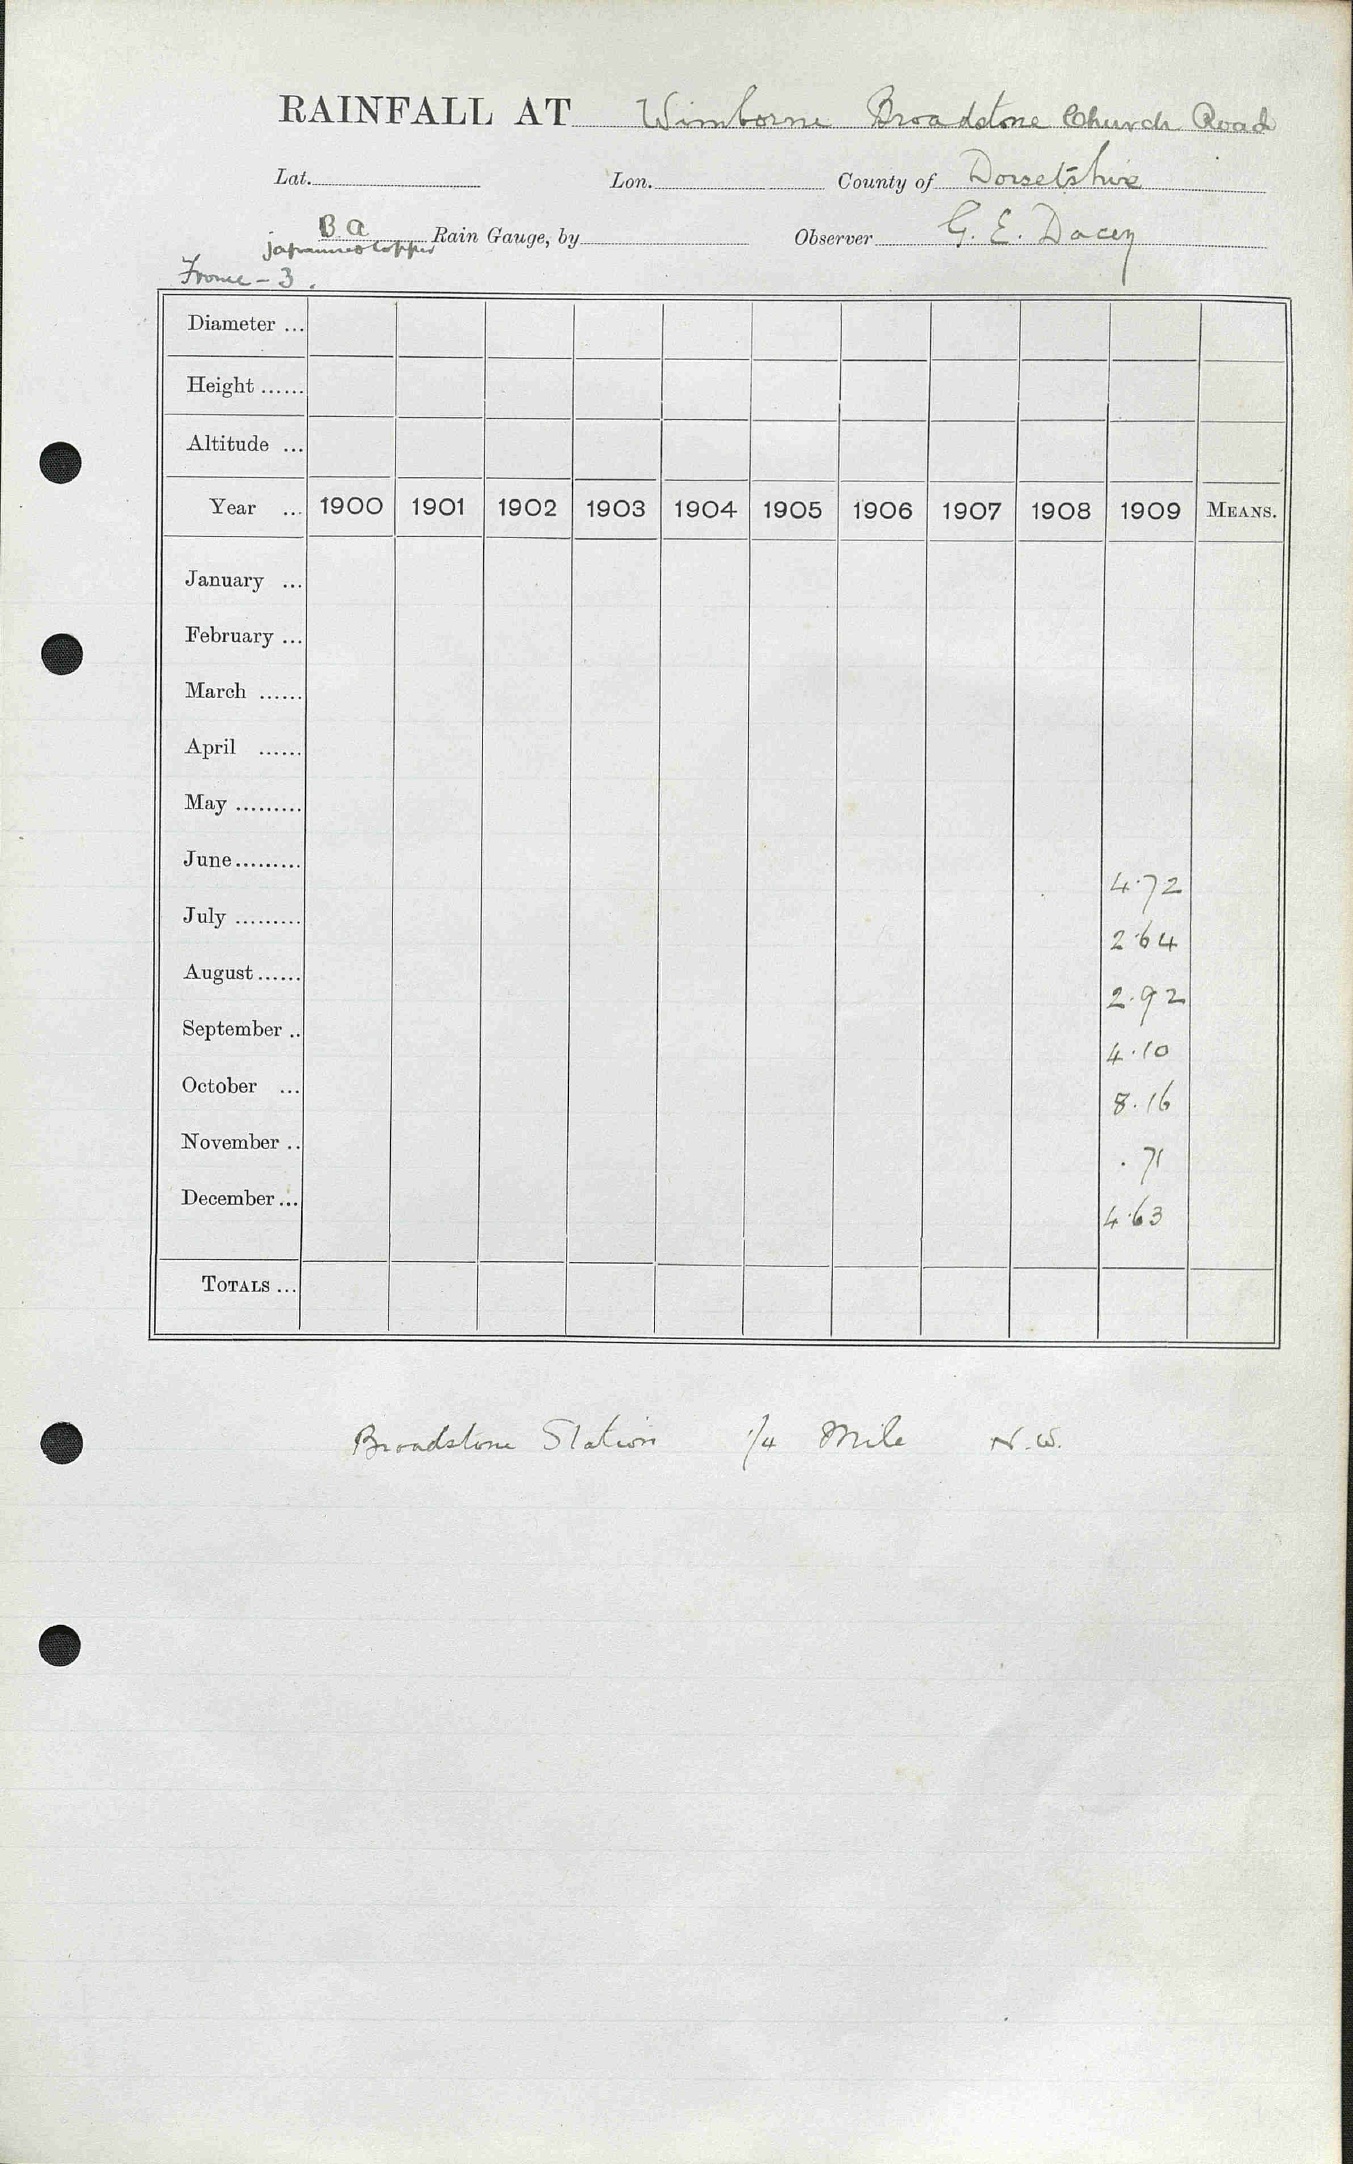 RAINFALL AT Wimborne Broadstone Church Road
Lat. Lon. County of Dorsetshire
B.a Rain Gauge, by Observer G. E. Dacey
japanned copper
Frome - 3.
Diameter ...
Height ......
Altitude ...
Year ... 1900 1901 1902 1903 1904 1905 1906 1907 1908 1909 MEANS.
January ...
February ...
March ......
April ......
May .........
June.........
4.72
July .........
2.64
August......
2.92
September ..
4.10
October ...
8.16
November ..
.71
December...
4.63
TOTALS ...
Broadstone Station 1/4 Mile N.W.